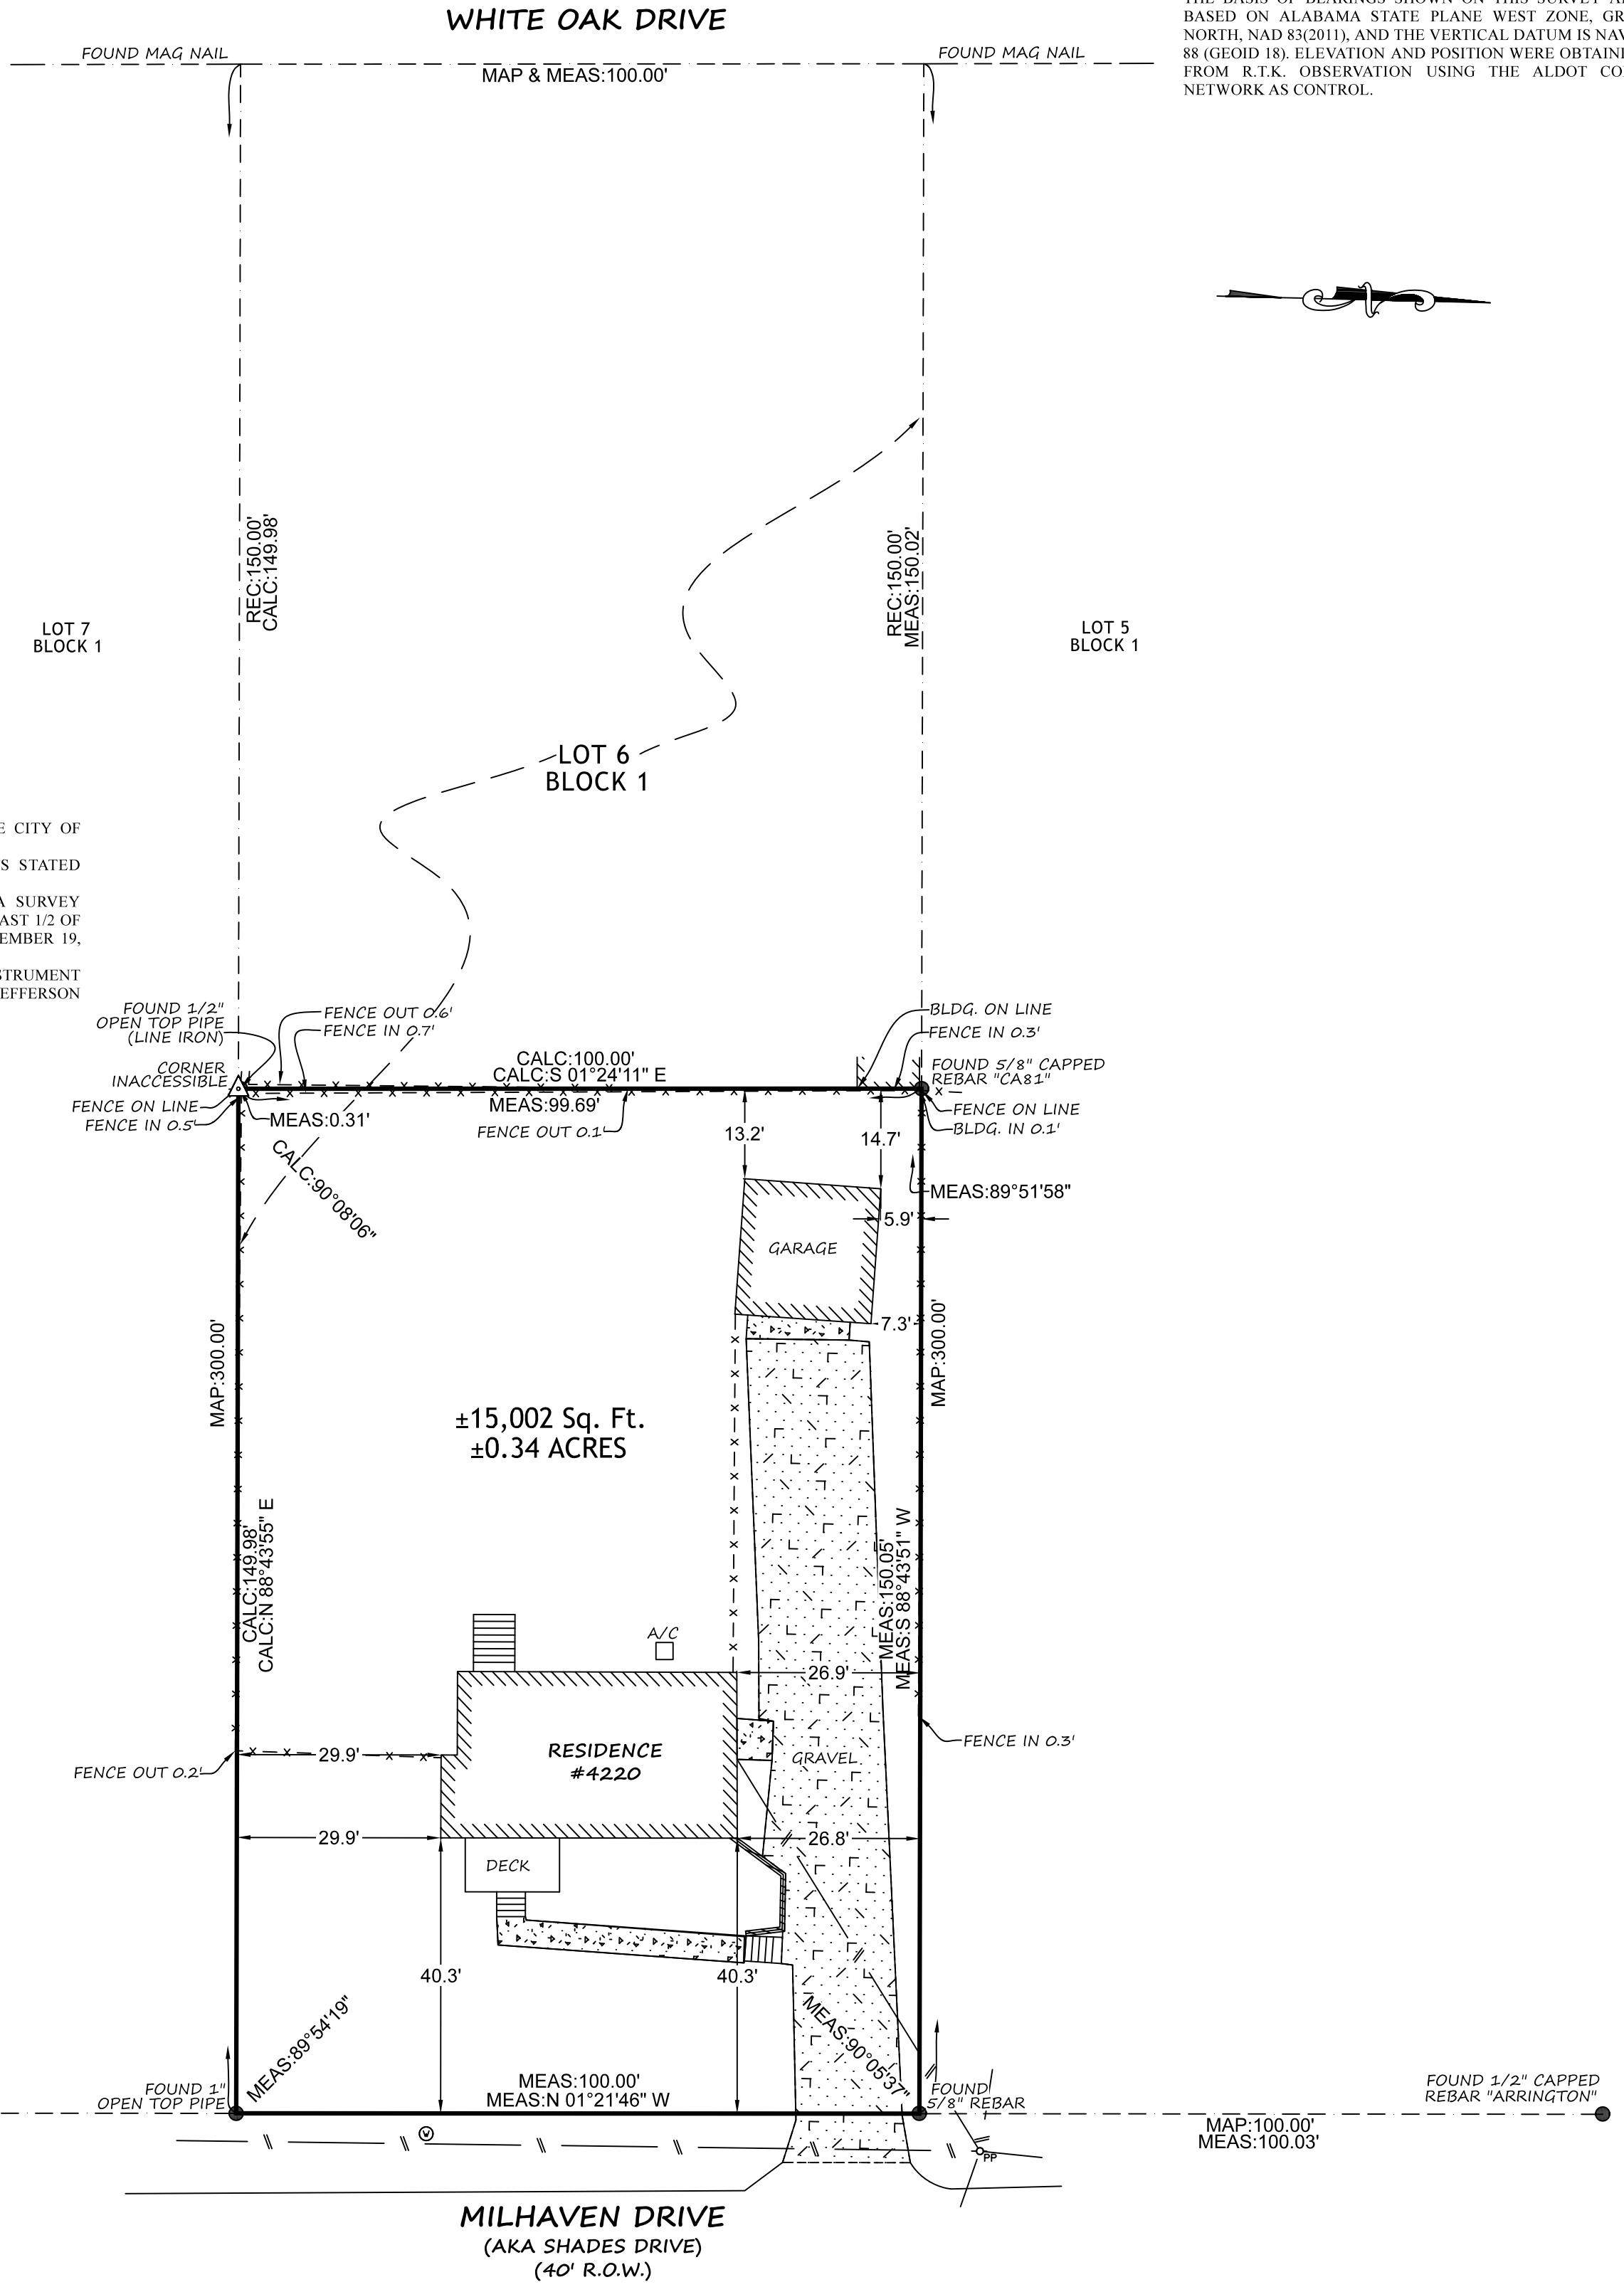 WHITE OAK DRIVE
THE BASIS OF BEARINGS SHOWN ON THIS SURVEY
BASED ON ALABAMA STATE PLANE WEST ZONE,
NORTH, NAD 83(2011), AND THE VERTICAL DATUM IS
88 (GEOID 18). ELEVATION AND POSITION WERE
FROM R.T.K. OBSERVATION USING THE ALDOT
NETWORK AS CONTROL.
FOUND MAG NAIL
FOUND MAG NAIL
MAP & MEAS:100.00'
REC:150.00'
CALC:149.98'
REC:150.00'
MEAS:150.02'
LOT 7
BLOCK 1
LOT 5
BLOCK 1
LOT 6
BLOCK 1
CITY OF
STATED
A SURVEY
1/2 OF
19,
FOUND 1/2"
OPEN TOP PIPE
(LINE IRON)
CORNER
INACCESSIBLE
FENCE ON LINE
FENCE IN 0.5'
FENCE OUT 0.6'
FENCE IN 0.7'
CALC:100.00'
CALC:S 01°24'11" E
MEAS:99.69'
MEAS:0.31'
FENCE OUT 0.1'
BLDG. ON LINE
FENCE IN 0.3'
FOUND 5/8" CAPPED
REBAR "CA81"
FENCE ON LINE
BLDG. IN 0.1'
CALC:90°08'06"
13.2'
14.7'
MEAS:89°51'58"
5.9'
GARAGE
7.3'
MAP:300.00'
MAP:300.00'
±15,002 Sq. Ft.
±0.34 ACRES
CALC:149.98'
CALC:N 88°43'55" E
MEAS:150.05'
MEAS:S 88°43'51" W
A/C
26.9'
RESIDENCE
#4220
GRAVEL
FENCE IN 0.3'
29.9'
FENCE OUT 0.2'
29.9'
26.8'
DECK
40.3'
40.3'
MEAS:89°54'19"
MEAS:90°05'37"
FOUND 1"
OPEN TOP PIPE
MEAS:100.00'
MEAS:N 01°21'46" W
FOUND
5/8" REBAR
FOUND 1/2" CAPPED
REBAR "ARRINGTON"
MAP:100.00'
MEAS:100.03'
W
PP
MILHAVEN DRIVE
(AKA SHADES DRIVE)
(40' R.O.W.)